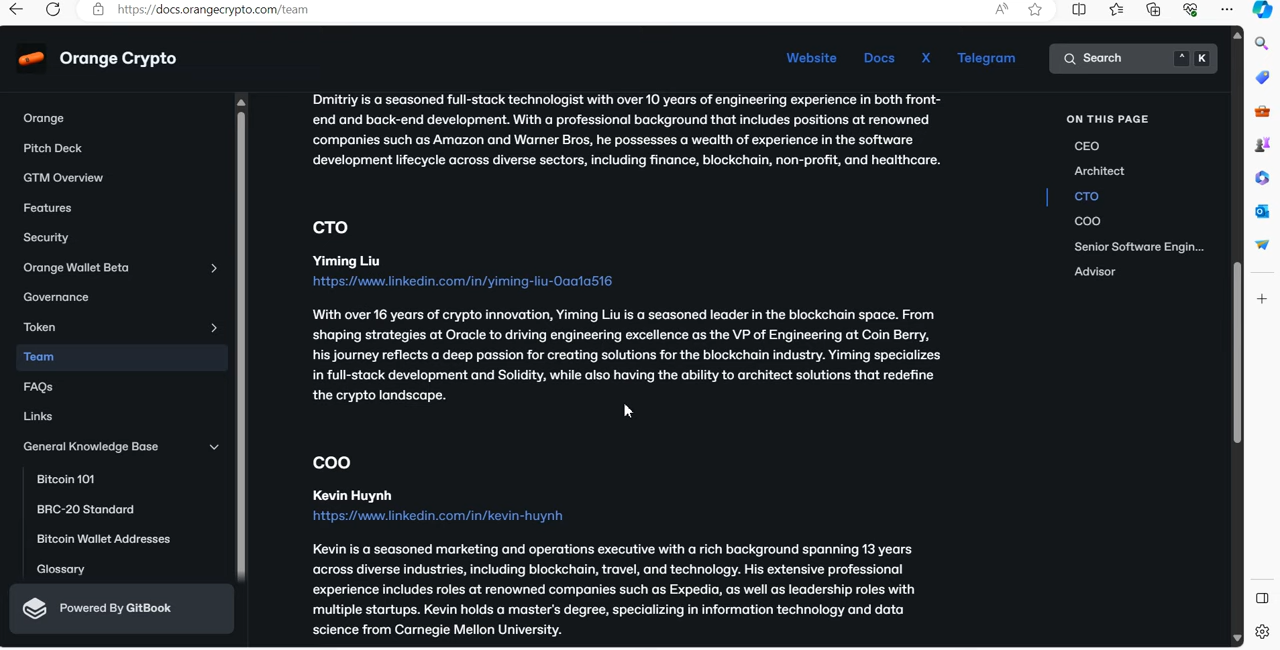 https://docs.orangecrypto.com/team
Orange Crypto
Website
Docs
X
Telegram
Search
^
K
Orange
Pitch Deck
GTM Overview
Features
Security
Orange Wallet Beta
Governance
Token
Team
FAQs
Links
General Knowledge Base
Bitcoin 101
BRC-20 Standard
Bitcoin Wallet Addresses
Glossary
Powered By GitBook
Dmitriy is a seasoned full-stack technologist with over 10 years of engineering experience in both front-
end and back-end development. With a professional background that includes positions at renowned
companies such as Amazon and Warner Bros, he possesses a wealth of experience in the software
development lifecycle across diverse sectors, including finance, blockchain, non-profit, and healthcare.
CTO
Yiming Liu
https://www.linkedin.com/in/yiming-liu-0aa1a516
With over 16 years of crypto innovation, Yiming Liu is a seasoned leader in the blockchain space. From
shaping strategies at Oracle to driving engineering excellence as the VP of Engineering at Coin Berry,
his journey reflects a deep passion for creating solutions for the blockchain industry. Yiming specializes
in full-stack development and Solidity, while also having the ability to architect solutions that redefine
the crypto landscape.
COO
Kevin Huynh
https://www.linkedin.com/in/kevin-huynh
Kevin is a seasoned marketing and operations executive with a rich background spanning 13 years
across diverse industries, including blockchain, travel, and technology. His extensive professional
experience includes roles at renowned companies such as Expedia, as well as leadership roles with
multiple startups. Kevin holds a master's degree, specializing in information technology and data
science from Carnegie Mellon University.
ON THIS PAGE
CEO
Architect
CTO
COO
Senior Software Engin...
Advisor